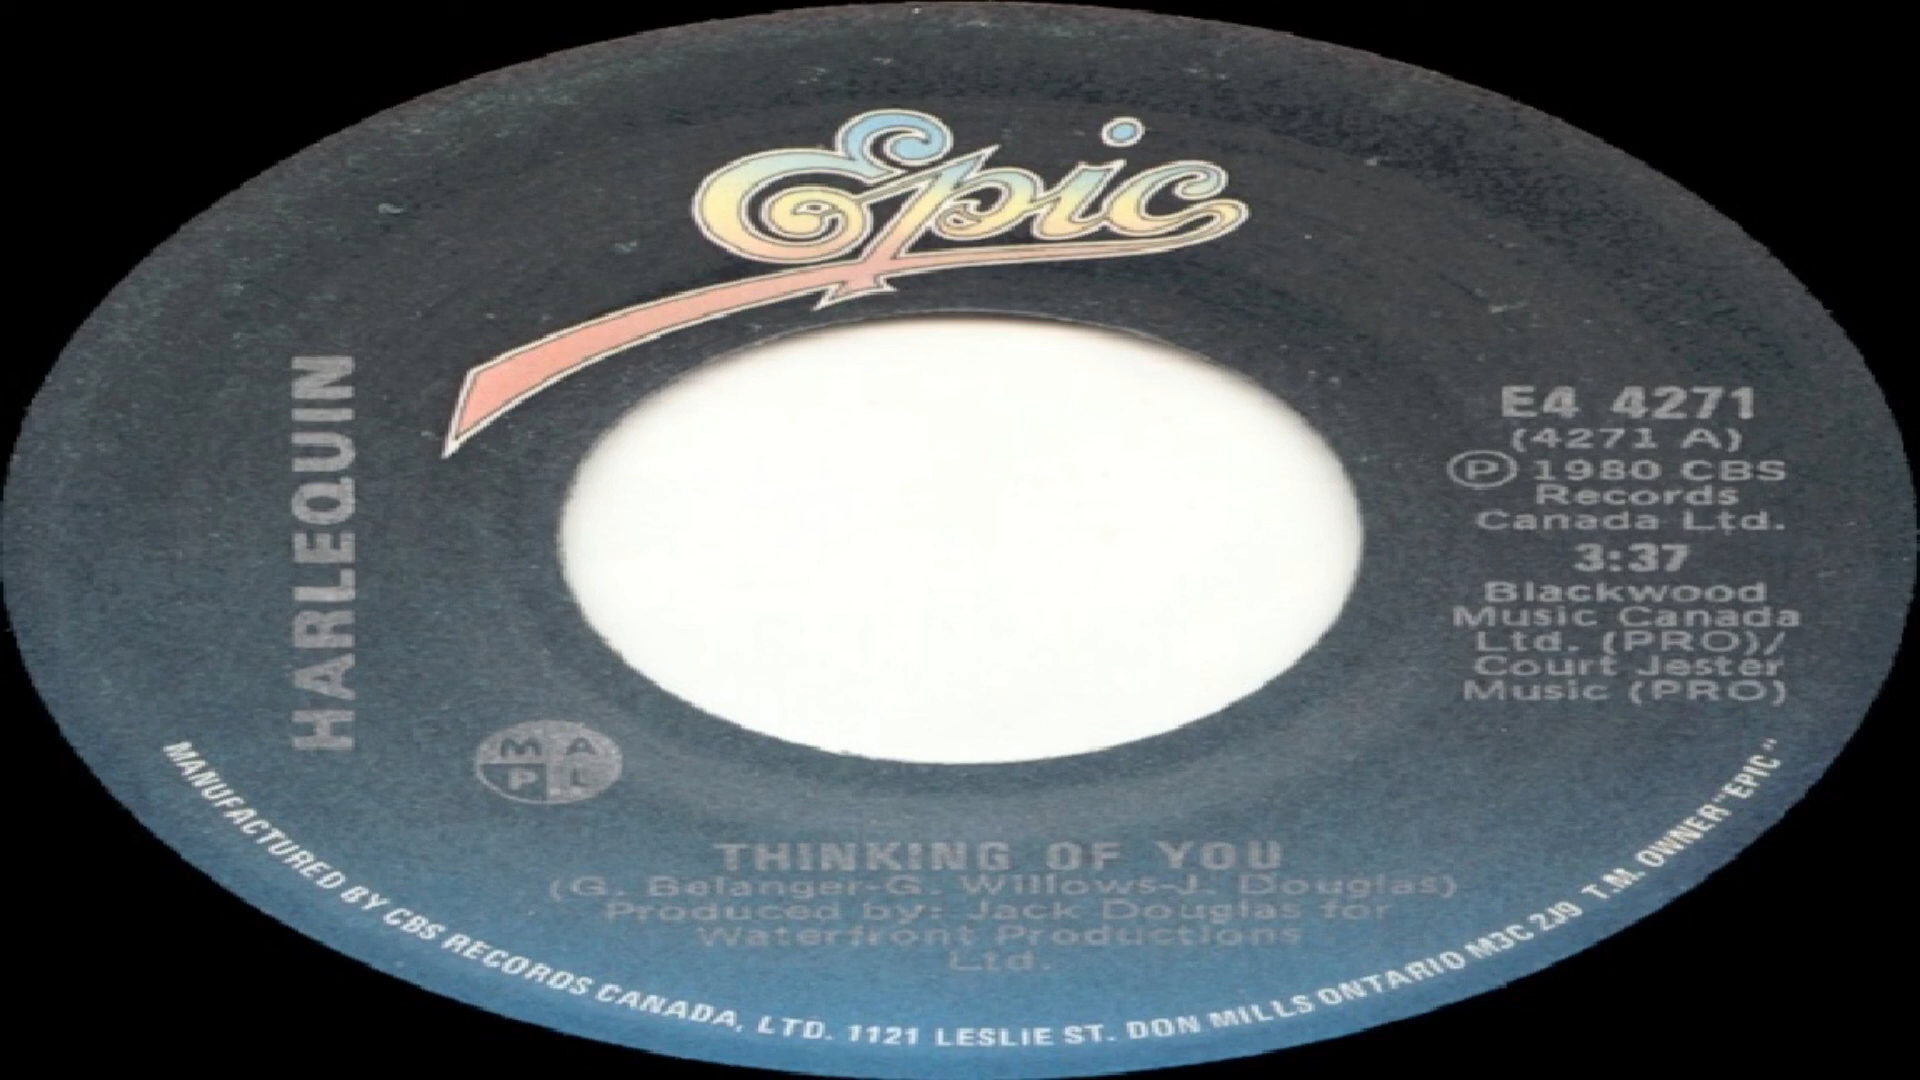 Epic
HARLEQUIN
E4 4271
(4271 A)
Ⓟ 1980 CBS
Records
Canada Ltd.
3:37
Blackwood
Music Canada
Ltd. (PRO)/
Court Jester
Music (PRO)
M A
P L
THINKING OF YOU
(G. Belanger-G. Willows-J. Douglas)
Produced by: Jack Douglas for
Waterfront Productions
Ltd.
MANUFACTURED BY CBS RECORDS CANADA, LTD. 1121 LESLIE ST. DON MILLS ONTARIO M3C 2J9 T.M. OWNER "EPIC"